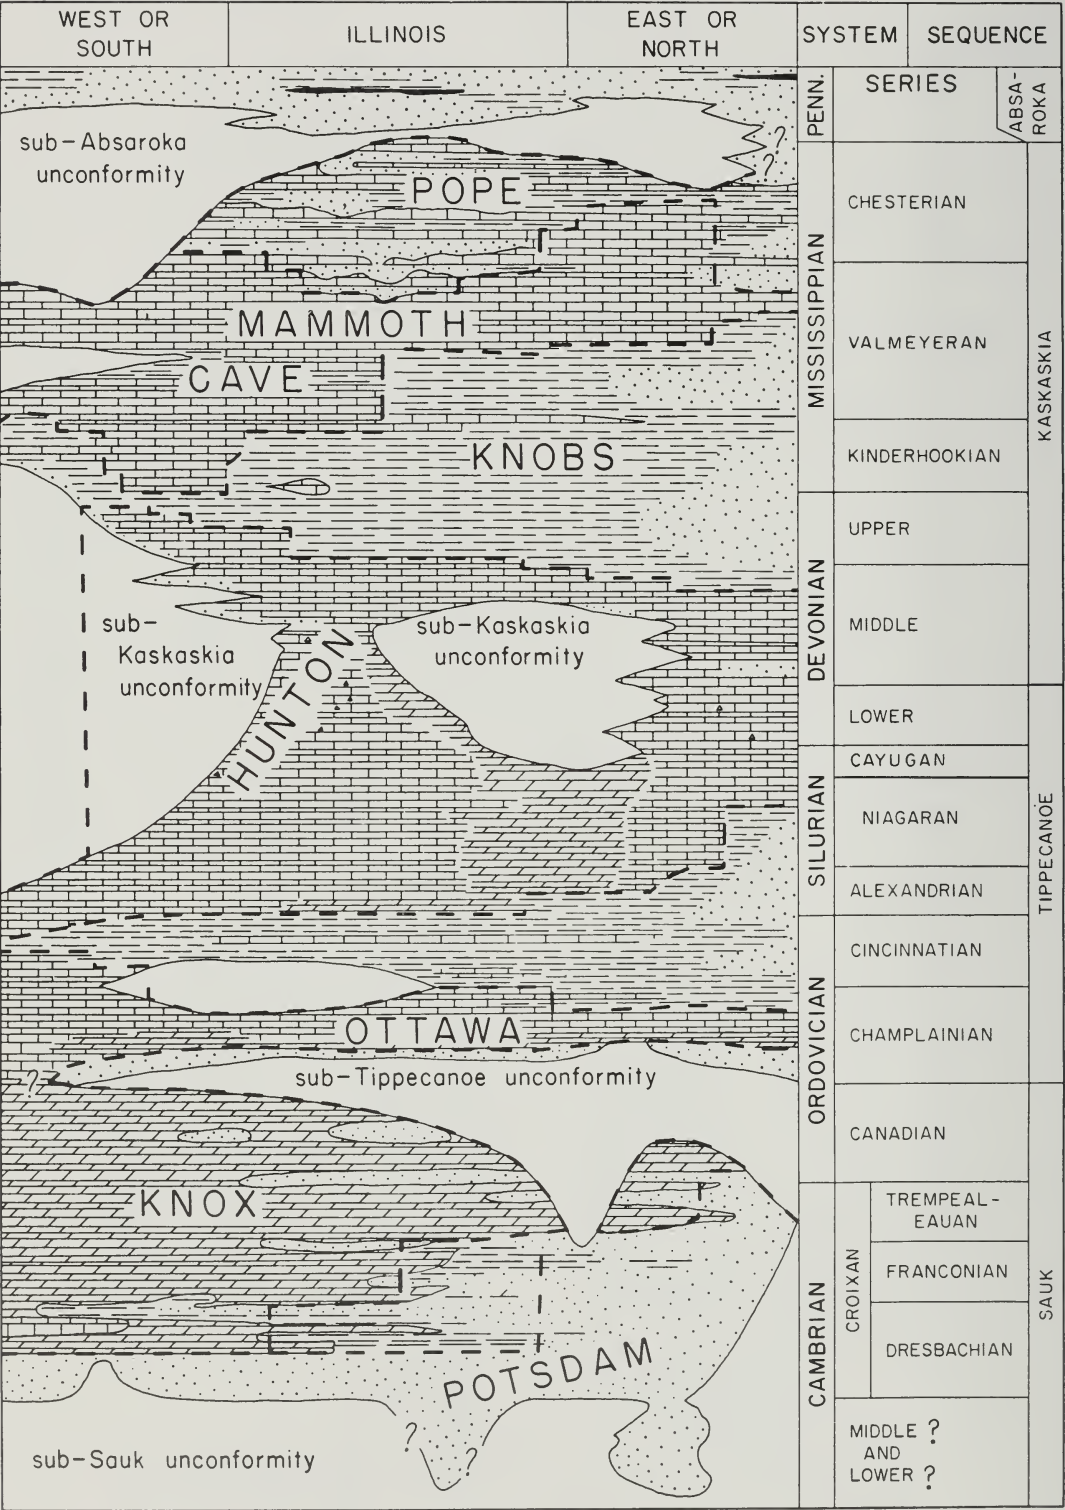 WEST OR
SOUTH
ILLINOIS
EAST OR
NORTH
SYSTEM
SEQUENCE
PENN.
SERIES
ABSA-
ROKA
sub-Absaroka
unconformity
?
?
POPE
CHESTERIAN
MISSISSIPPIAN
MAMMOTH
CAVE
VALMEYERAN
KASKASKIA
KNOBS
KINDERHOOKIAN
UPPER
DEVONIAN
sub-
Kaskaskia
unconformity
HUNTON
sub-Kaskaskia
unconformity
MIDDLE
LOWER
CAYUGAN
SILURIAN
NIAGARAN
TIPPECANOE
ALEXANDRIAN
CINCINNATIAN
ORDOVICIAN
OTTAWA
CHAMPLAINIAN
sub-Tippecanoe unconformity
?
CANADIAN
KNOX
TREMPEAL-
EAUAN
CROIXAN
FRANCONIAN
SAUK
CAMBRIAN
DRESBACHIAN
POTSDAM
?
?
sub-Sauk unconformity
MIDDLE ?
AND
LOWER ?